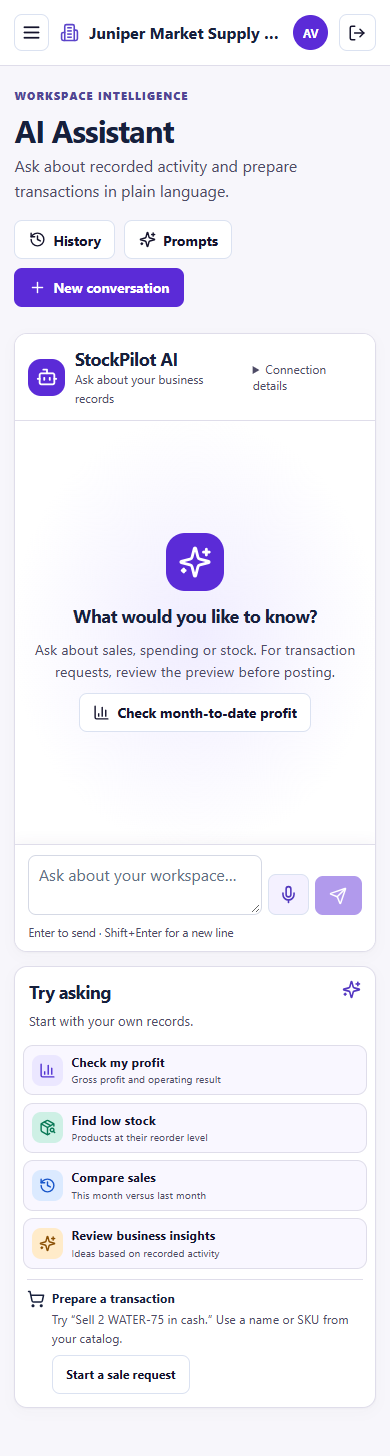 Juniper Market Supply ...
AV
WORKSPACE INTELLIGENCE
AI Assistant
Ask about recorded activity and prepare
transactions in plain language.
History
Prompts
New conversation
StockPilot AI
Ask about your business
records
Connection
details
What would you like to know?
Ask about sales, spending or stock. For transaction
requests, review the preview before posting.
Check month-to-date profit
Ask about your workspace...
Enter to send · Shift+Enter for a new line
Try asking
Start with your own records.
Check my profit
Gross profit and operating result
Find low stock
Products at their reorder level
Compare sales
This month versus last month
Review business insights
Ideas based on recorded activity
Prepare a transaction
Try “Sell 2 WATER-75 in cash.” Use a name or SKU from
your catalog.
Start a sale request